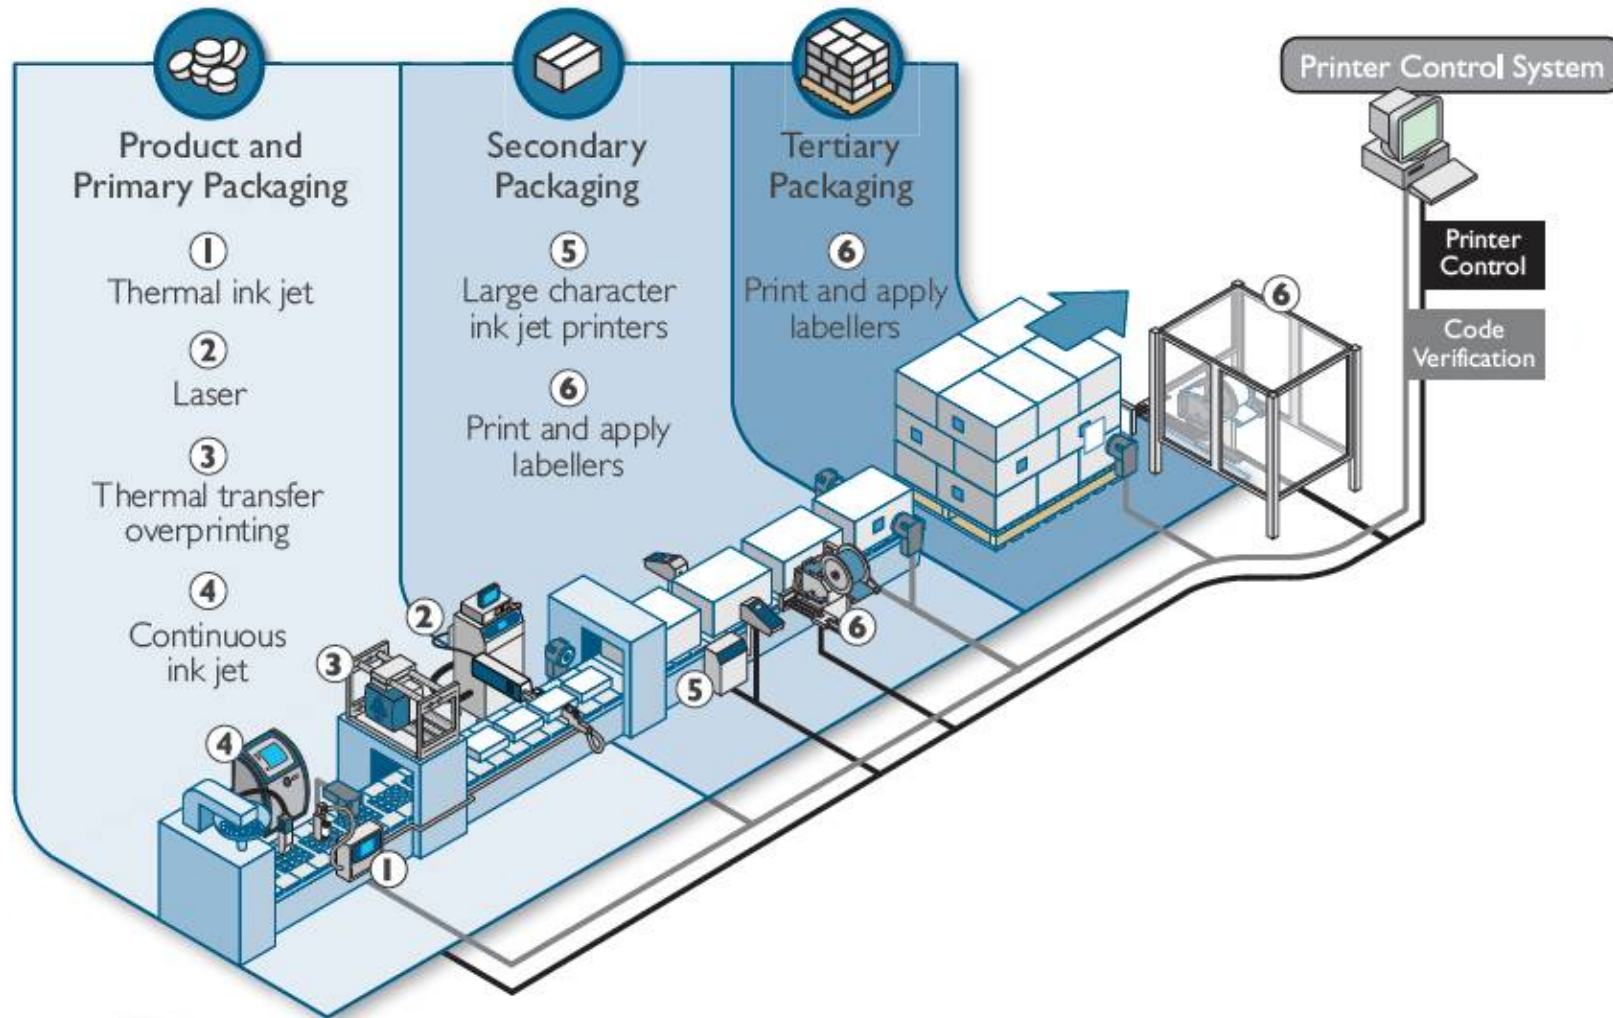 Product and
Primary Packaging
①
Thermal ink jet
②
Laser
③
Thermal transfer
overprinting
④
Continuous
ink jet
Secondary
Packaging
⑤
Large character
ink jet printers
⑥
Print and apply
labellers
Tertiary
Packaging
⑥
Print and apply
labellers
Printer Control System
Printer
Control
Code
Verification
⑥
②
③
⑥
⑤
④
①